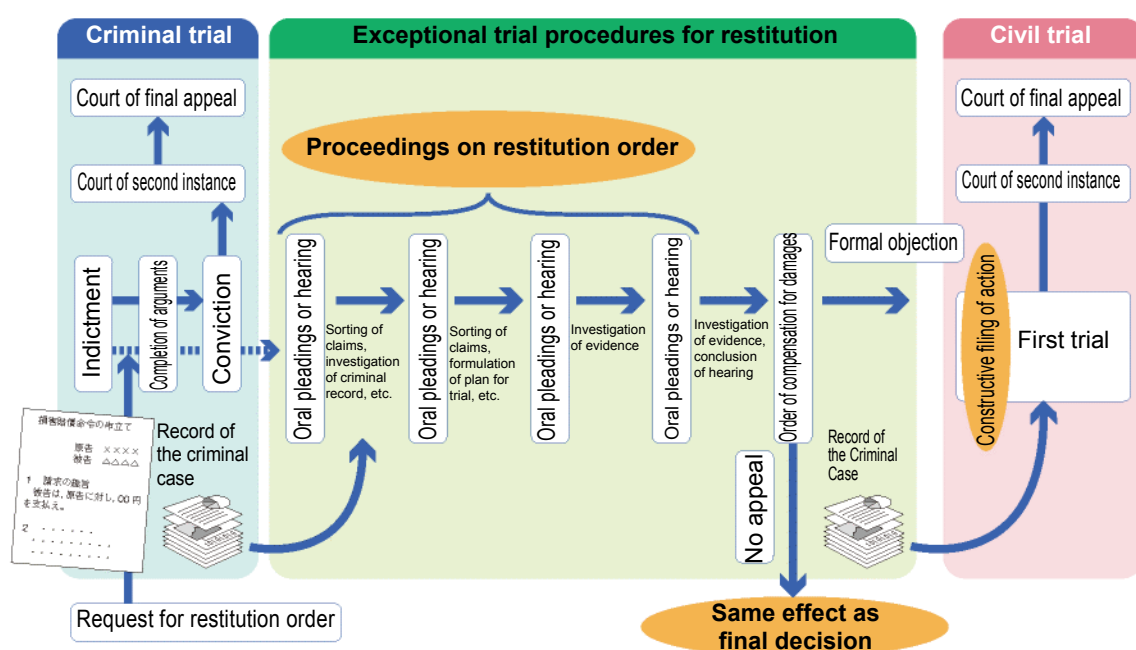 Criminal trial
Exceptional trial procedures for restitution
Civil trial
Court of final appeal
Court of second instance
Indictment
Completion of arguments
Conviction
損害賠償命令の申立て
原告 ××××
被告 △△△△
1 請求の趣旨
被告は,原告に対し,○○円
を支払え。
2 ・・・・・・
・・・・・・・・・
・・・・・・・・・
Record of
the criminal
case
Request for restitution order
Proceedings on restitution order
Oral pleadings or hearing
Sorting of
claims,
investigation
of criminal
record, etc.
Oral pleadings or hearing
Sorting of
claims,
formulation
of plan for
trial, etc.
Oral pleadings or hearing
Investigation
of evidence
Oral pleadings or hearing
Investigation
of evidence,
conclusion
of hearing
Order of compensation for damages
Formal objection
No appeal
Record of
the Criminal
Case
Same effect as
final decision
Court of final appeal
Court of second instance
Constructive filing of action
First trial